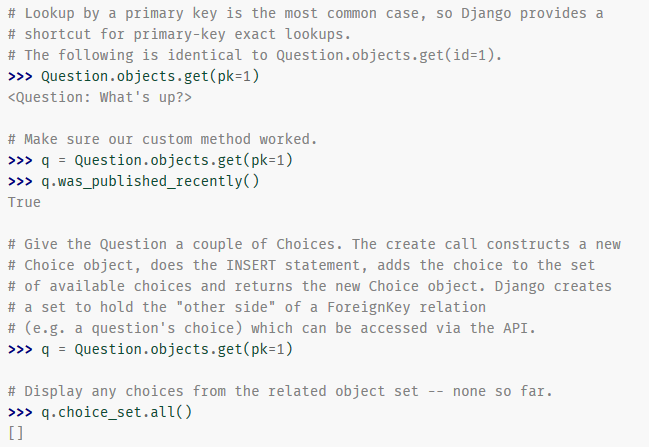 # Lookup by a primary key is the most common case, so Django provides a
# shortcut for primary-key exact lookups.
# The following is identical to Question.objects.get(id=1).
>>> Question.objects.get(pk=1)
<Question: What's up?>
# Make sure our custom method worked.
>>> q = Question.objects.get(pk=1)
>>> q.was_published_recently()
True
# Give the Question a couple of Choices. The create call constructs a new
# Choice object, does the INSERT statement, adds the choice to the set
# of available choices and returns the new Choice object. Django creates
# a set to hold the "other side" of a ForeignKey relation
# (e.g. a question's choice) which can be accessed via the API.
>>> q = Question.objects.get(pk=1)
# Display any choices from the related object set -- none so far.
>>> q.choice_set.all()
[]